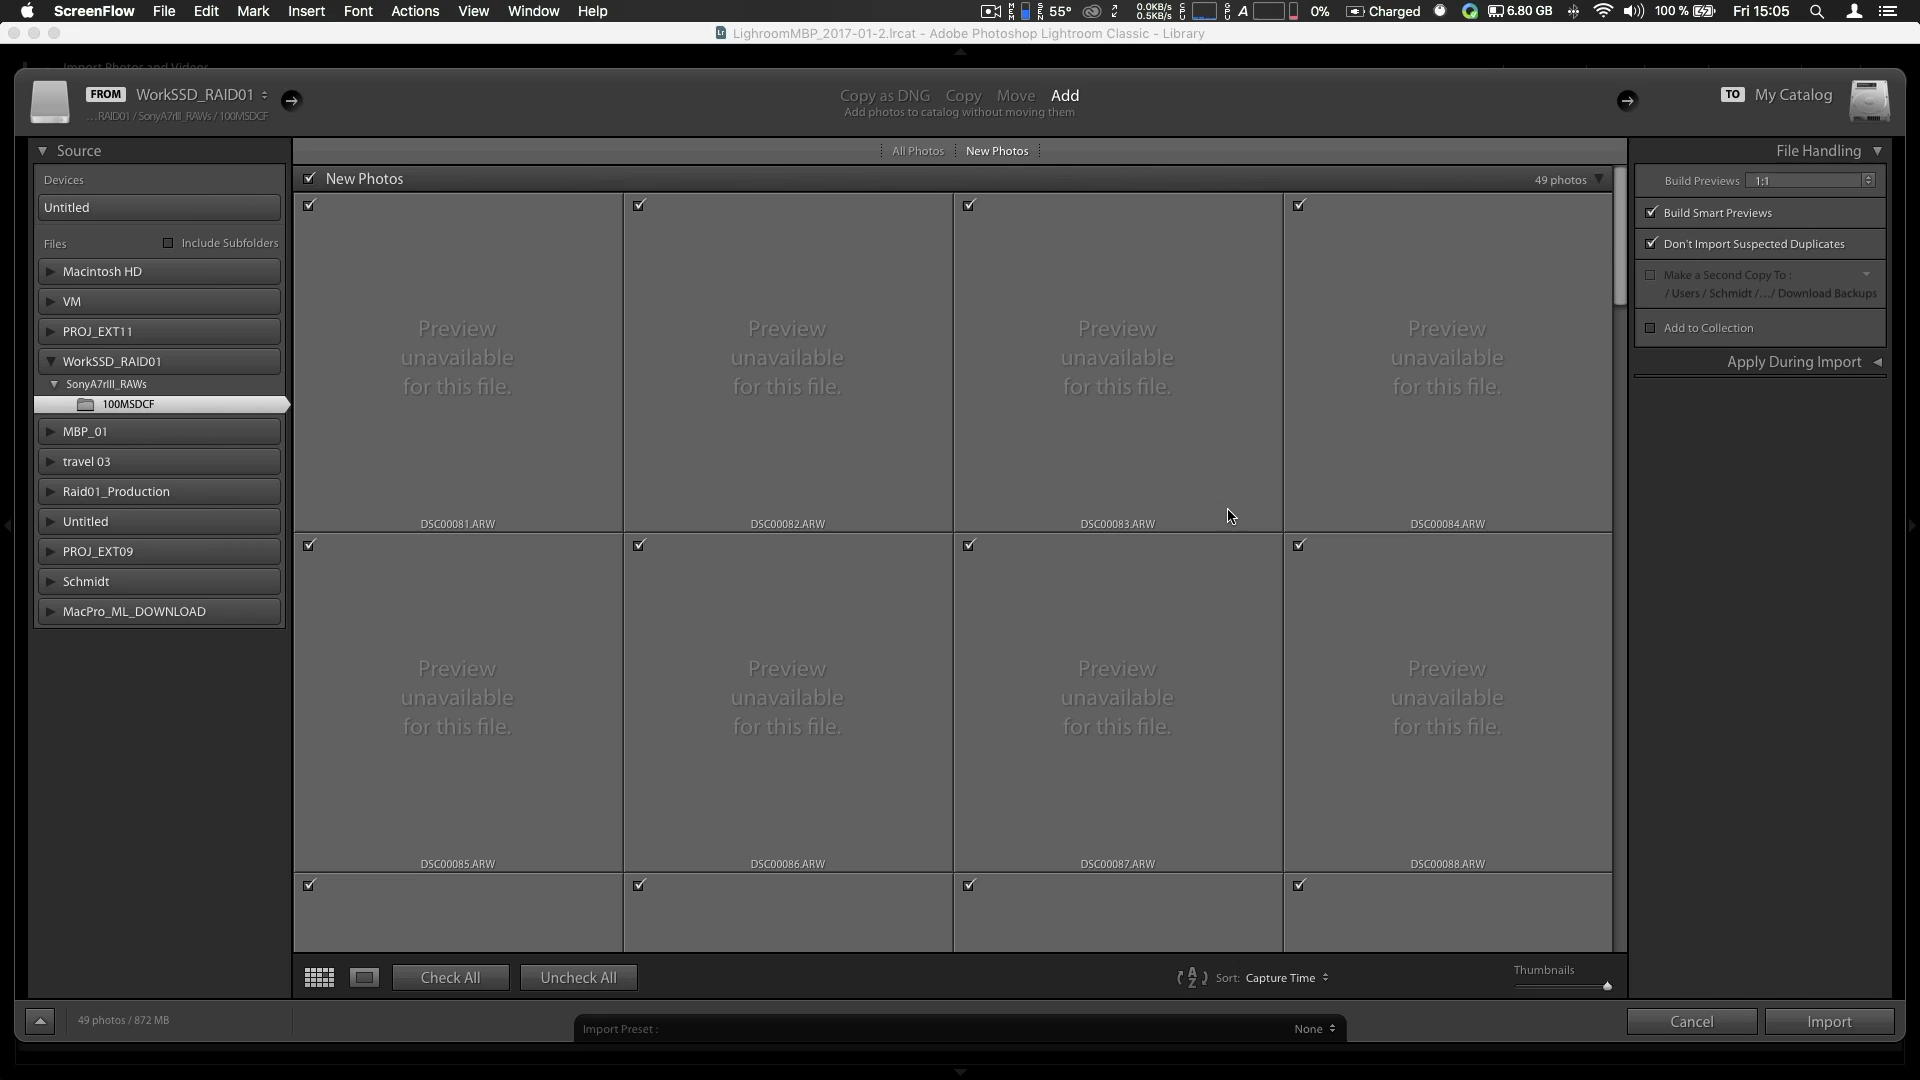 ScreenFlow File Edit Mark Insert Font Actions View Window Help
55° 0.0KB/s 0.5KB/s A 0% Charged 6.80 GB 100% Fri 15:05
LighroomMBP_2017-01-2.lrcat - Adobe Photoshop Lightroom Classic - Library
Import Photos and Videos
FROM WorkSSD_RAID01
...RAID01 / SonyA7rIII_RAWs / 100MSDCF
Copy as DNG Copy Move Add
Add photos to catalog without moving them
TO My Catalog
Source
All Photos New Photos
File Handling
Devices
Untitled
Files Include Subfolders
Macintosh HD
VM
PROJ_EXT11
WorkSSD_RAID01
SonyA7rIII_RAWs
100MSDCF
MBP_01
travel 03
Raid01_Production
Untitled
PROJ_EXT09
Schmidt
MacPro_ML_DOWNLOAD
New Photos 49 photos
Preview unavailable for this file.
DSC00081.ARW
Preview unavailable for this file.
DSC00082.ARW
Preview unavailable for this file.
DSC00083.ARW
Preview unavailable for this file.
DSC00084.ARW
Preview unavailable for this file.
DSC00085.ARW
Preview unavailable for this file.
DSC00086.ARW
Preview unavailable for this file.
DSC00087.ARW
Preview unavailable for this file.
DSC00088.ARW
Build Previews 1:1
Build Smart Previews
Don't Import Suspected Duplicates
Make a Second Copy To :
/ Users / Schmidt /.../ Download Backups
Add to Collection
Apply During Import
Check All Uncheck All Sort: Capture Time Thumbnails
49 photos / 872 MB
Import Preset : None
Cancel Import